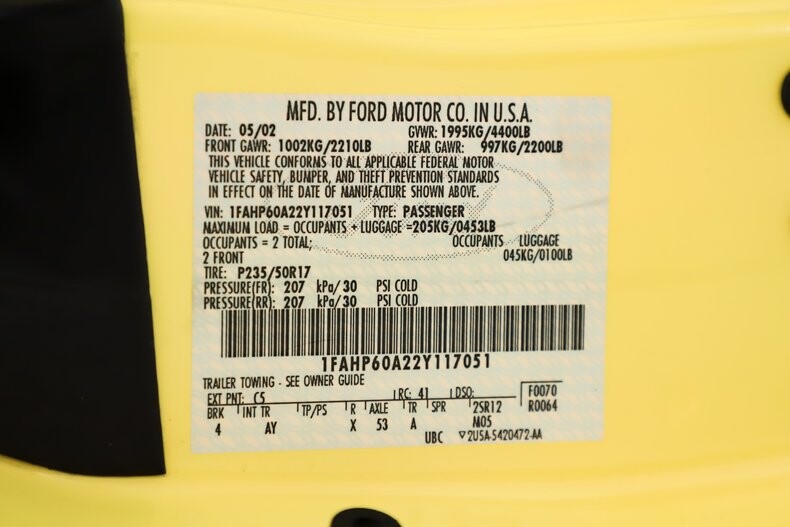 MFD. BY FORD MOTOR CO. IN U.S.A.
DATE: 05/02 GVWR: 1995KG/4400LB
FRONT GAWR: 1002KG/2210LB REAR GAWR: 997KG/2200LB
THIS VEHICLE CONFORMS TO ALL APPLICABLE FEDERAL MOTOR
VEHICLE SAFETY, BUMPER, AND THEFT PREVENTION STANDARDS
IN EFFECT ON THE DATE OF MANUFACTURE SHOWN ABOVE.
VIN: 1FAHP60A22Y117051 TYPE: PASSENGER
MAXIMUM LOAD = OCCUPANTS + LUGGAGE =205KG/0453LB
OCCUPANTS = 2 TOTAL; OCCUPANTS LUGGAGE
2 FRONT 045KG/0100LB
TIRE: P235/50R17
PRESSURE(FR): 207 kPa/30 PSI COLD
PRESSURE(RR): 207 kPa/30 PSI COLD
1FAHP60A22Y117051
TRAILER TOWING - SEE OWNER GUIDE
EXT PNT: C5 RC: 41 DSO: F0070
BRK INT TR TP/PS R AXLE TR SPR 2SR12 R0064
4 AY X 53 A M05
UBC ▽2U5A-5420472-AA